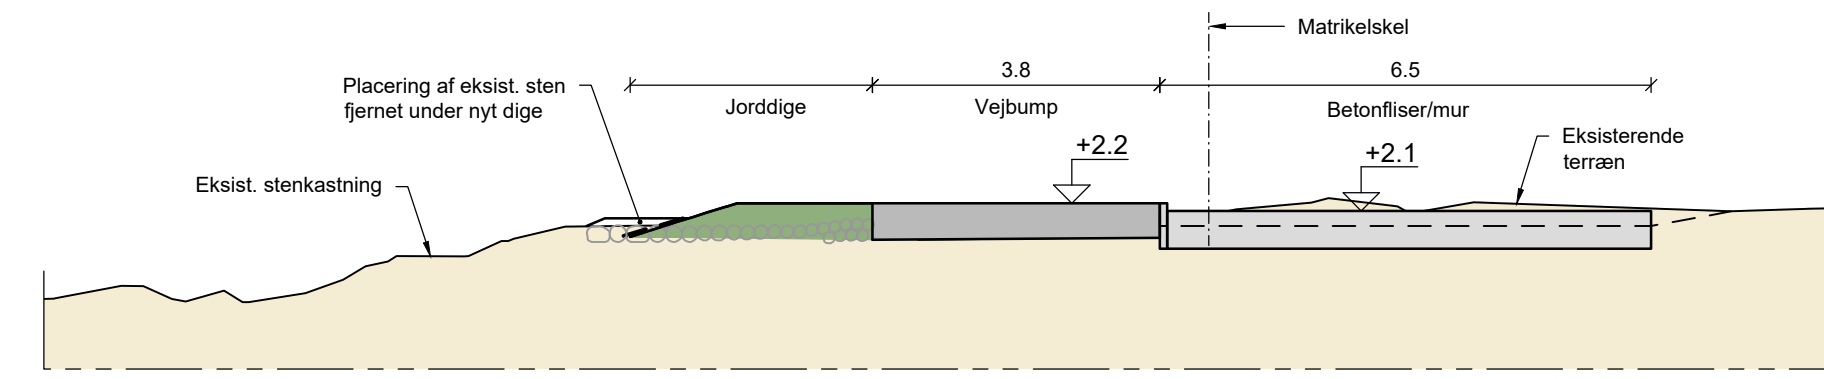 Matrikelskel
3.8
6.5
Placering af eksist. sten
fjernet under nyt dige
Jorddige
Vejbump
Betonfliser/mur
+2.2
+2.1
Eksisterende
terræn
Eksist. stenkastning